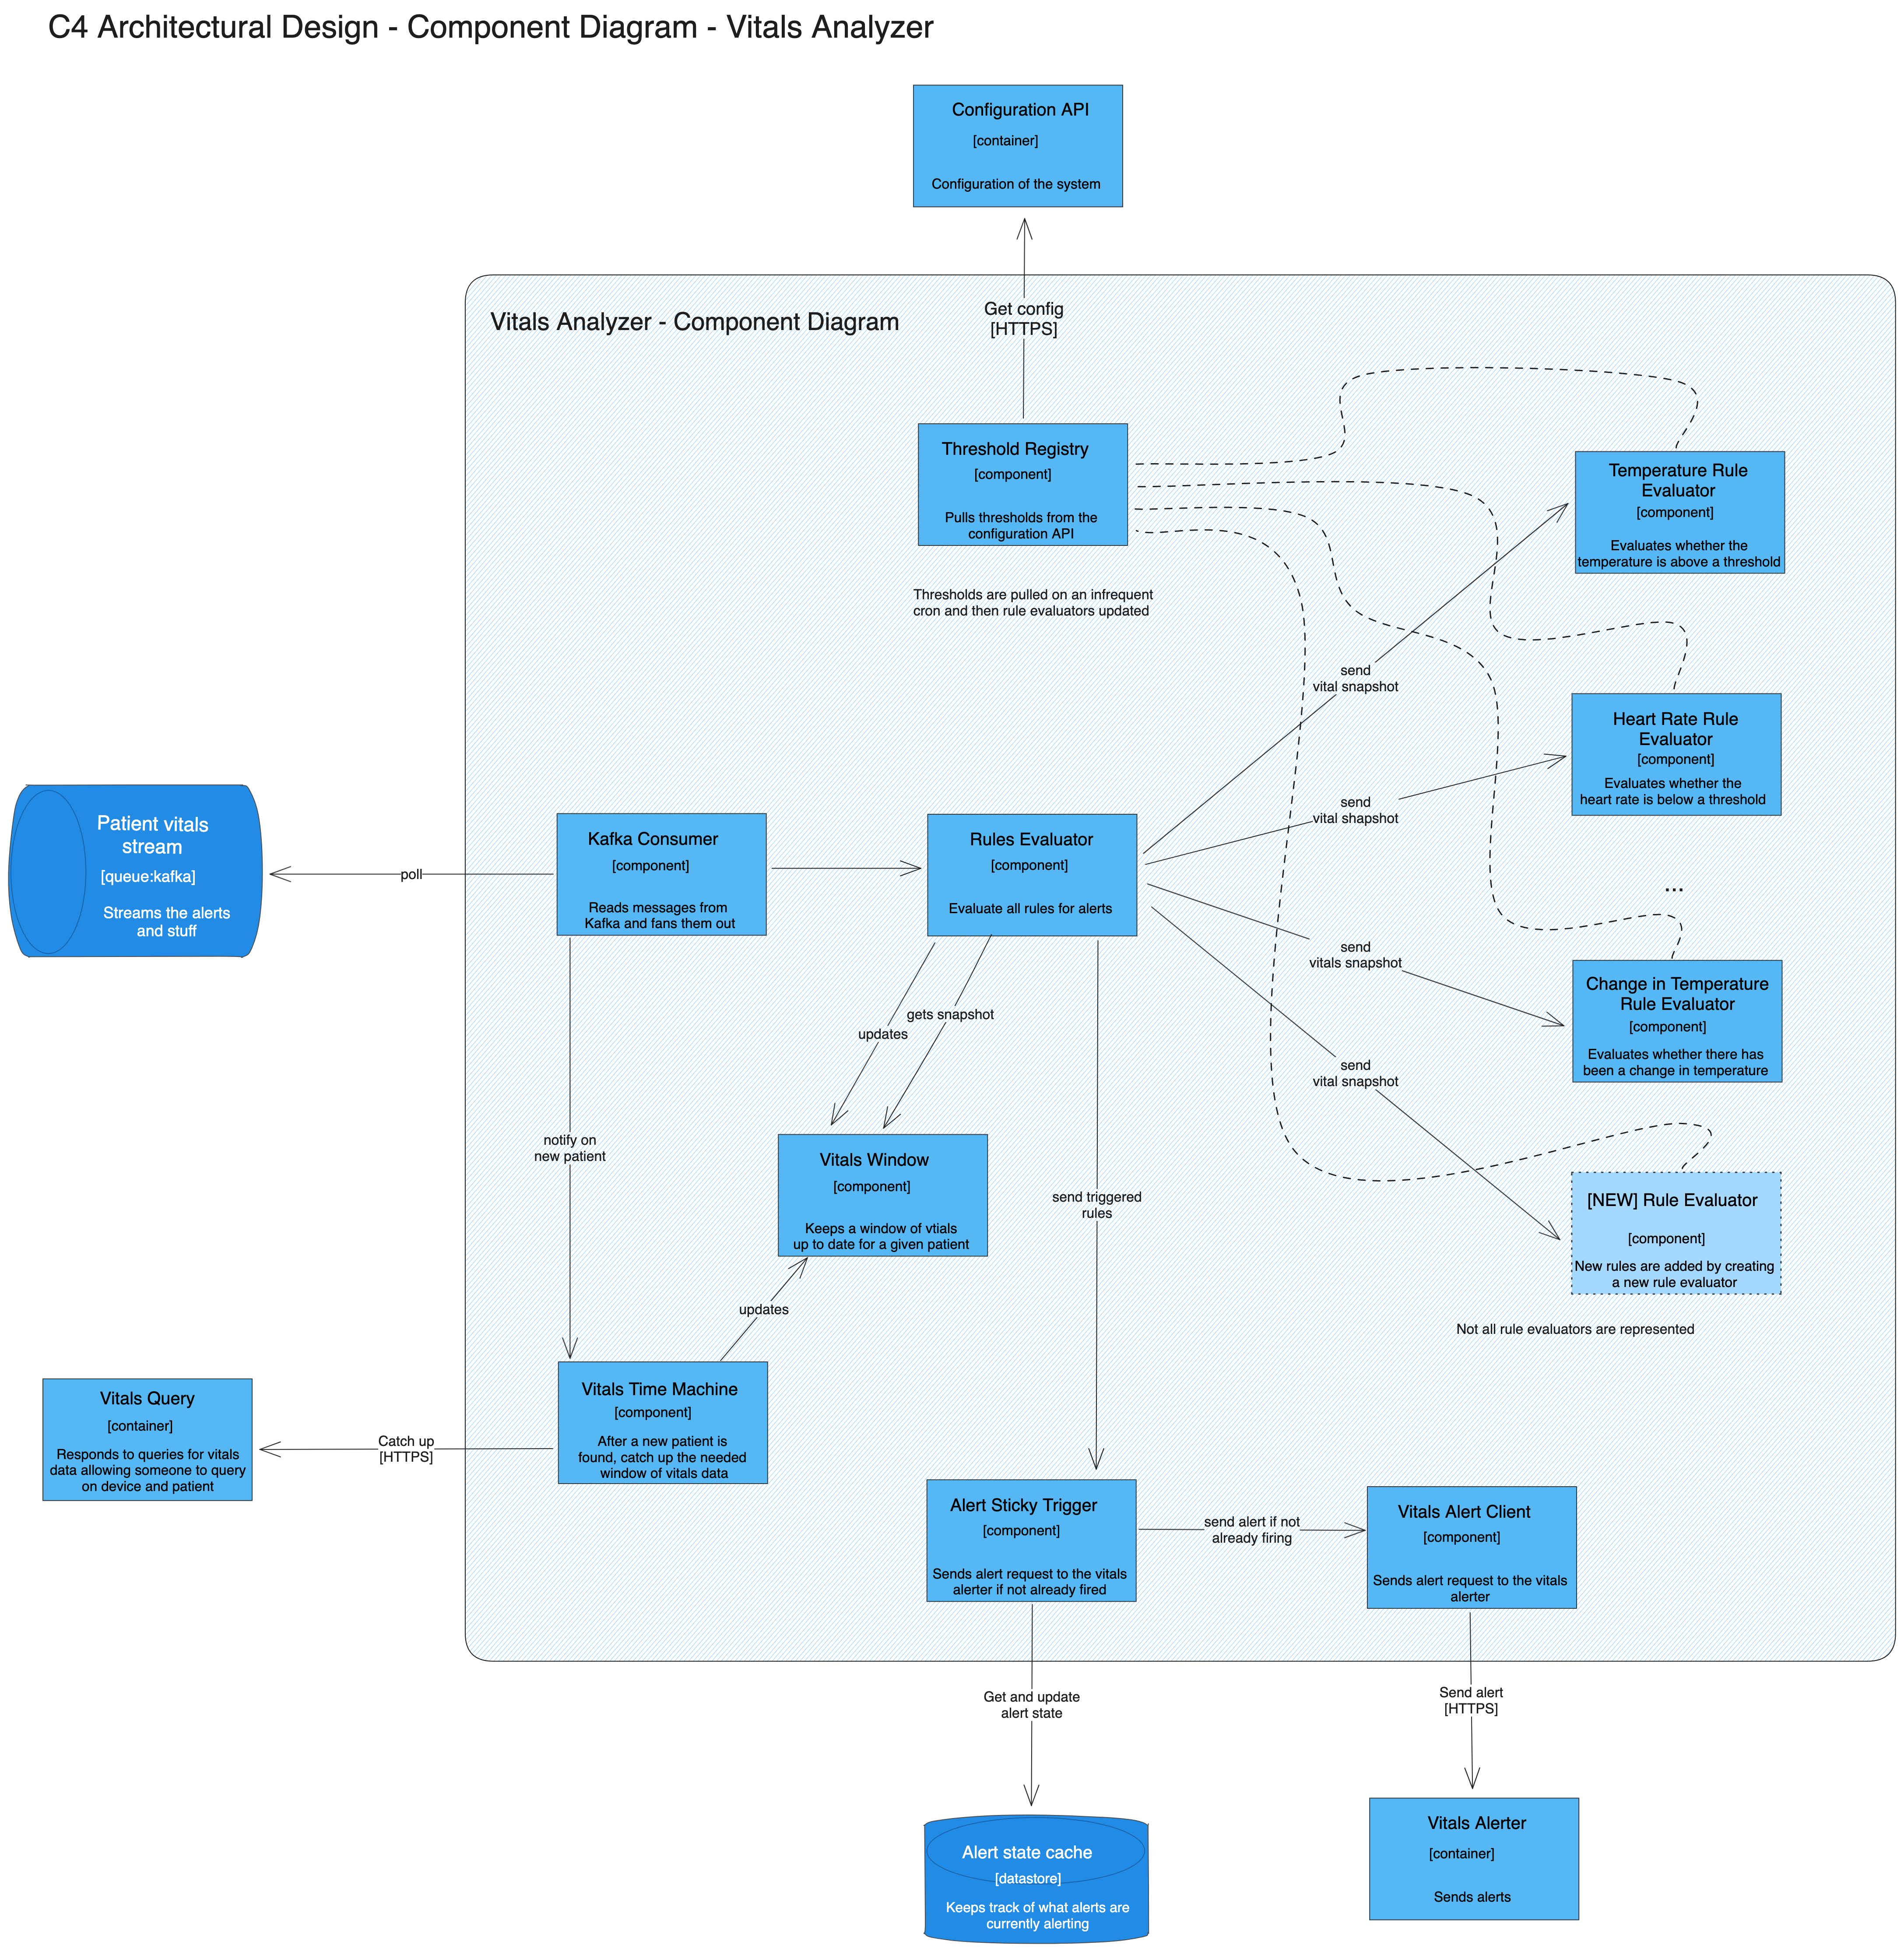 C4 Architectural Design - Component Diagram - Vitals Analyzer
Configuration API
[container]
Configuration of the system
Get config
[HTTPS]
Vitals Analyzer - Component Diagram
Threshold Registry
[component]
Pulls thresholds from the
configuration API
Thresholds are pulled on an infrequent
cron and then rule evaluators updated
Temperature Rule
Evaluator
[component]
Evaluates whether the
temperature is above a threshold
send
vital snapshot
Heart Rate Rule
Evaluator
[component]
Evaluates whether the
heart rate is below a threshold
send
vital snapshot
Patient vitals
stream
[queue:kafka]
Streams the alerts
and stuff
poll
Kafka Consumer
[component]
Reads messages from
Kafka and fans them out
Rules Evaluator
[component]
Evaluate all rules for alerts
...
send
vitals snapshot
Change in Temperature
Rule Evaluator
[component]
Evaluates whether there has
been a change in temperature
gets snapshot
updates
send
vital snapshot
notify on
new patient
Vitals Window
[component]
Keeps a window of vtials
up to date for a given patient
send triggered
rules
[NEW] Rule Evaluator
[component]
New rules are added by creating
a new rule evaluator
Not all rule evaluators are represented
updates
Vitals Query
[container]
Responds to queries for vitals
data allowing someone to query
on device and patient
Catch up
[HTTPS]
Vitals Time Machine
[component]
After a new patient is
found, catch up the needed
window of vitals data
Alert Sticky Trigger
[component]
Sends alert request to the vitals
alerter if not already fired
send alert if not
already firing
Vitals Alert Client
[component]
Sends alert request to the vitals
alerter
Get and update
alert state
Send alert
[HTTPS]
Alert state cache
[datastore]
Keeps track of what alerts are
currently alerting
Vitals Alerter
[container]
Sends alerts